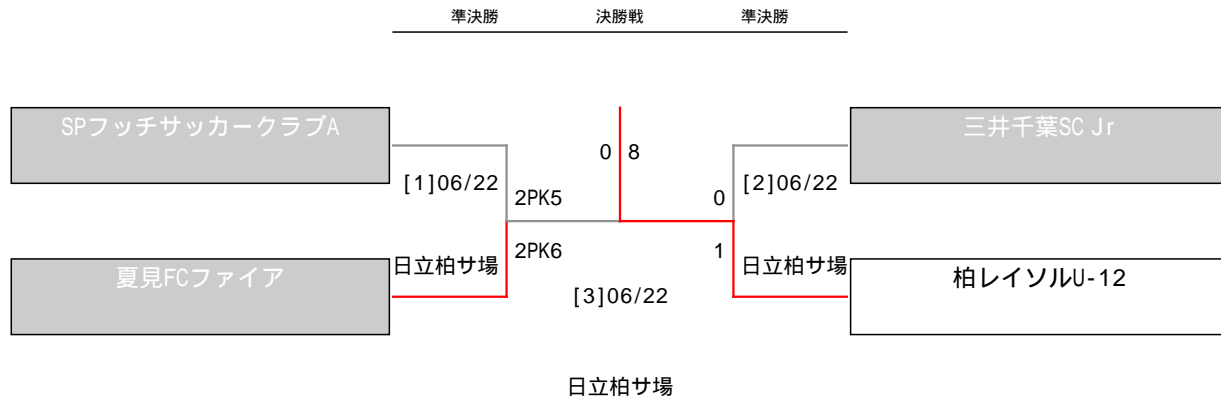 準決勝 決勝戦 準決勝
SPフッチサッカークラブA
三井千葉SC Jr
0 8
[1]06/22
2PK5
0
[2]06/22
日立柏サ場
2PK6
1
日立柏サ場
夏見FCファイア
柏レイソルU-12
[3]06/22
日立柏サ場